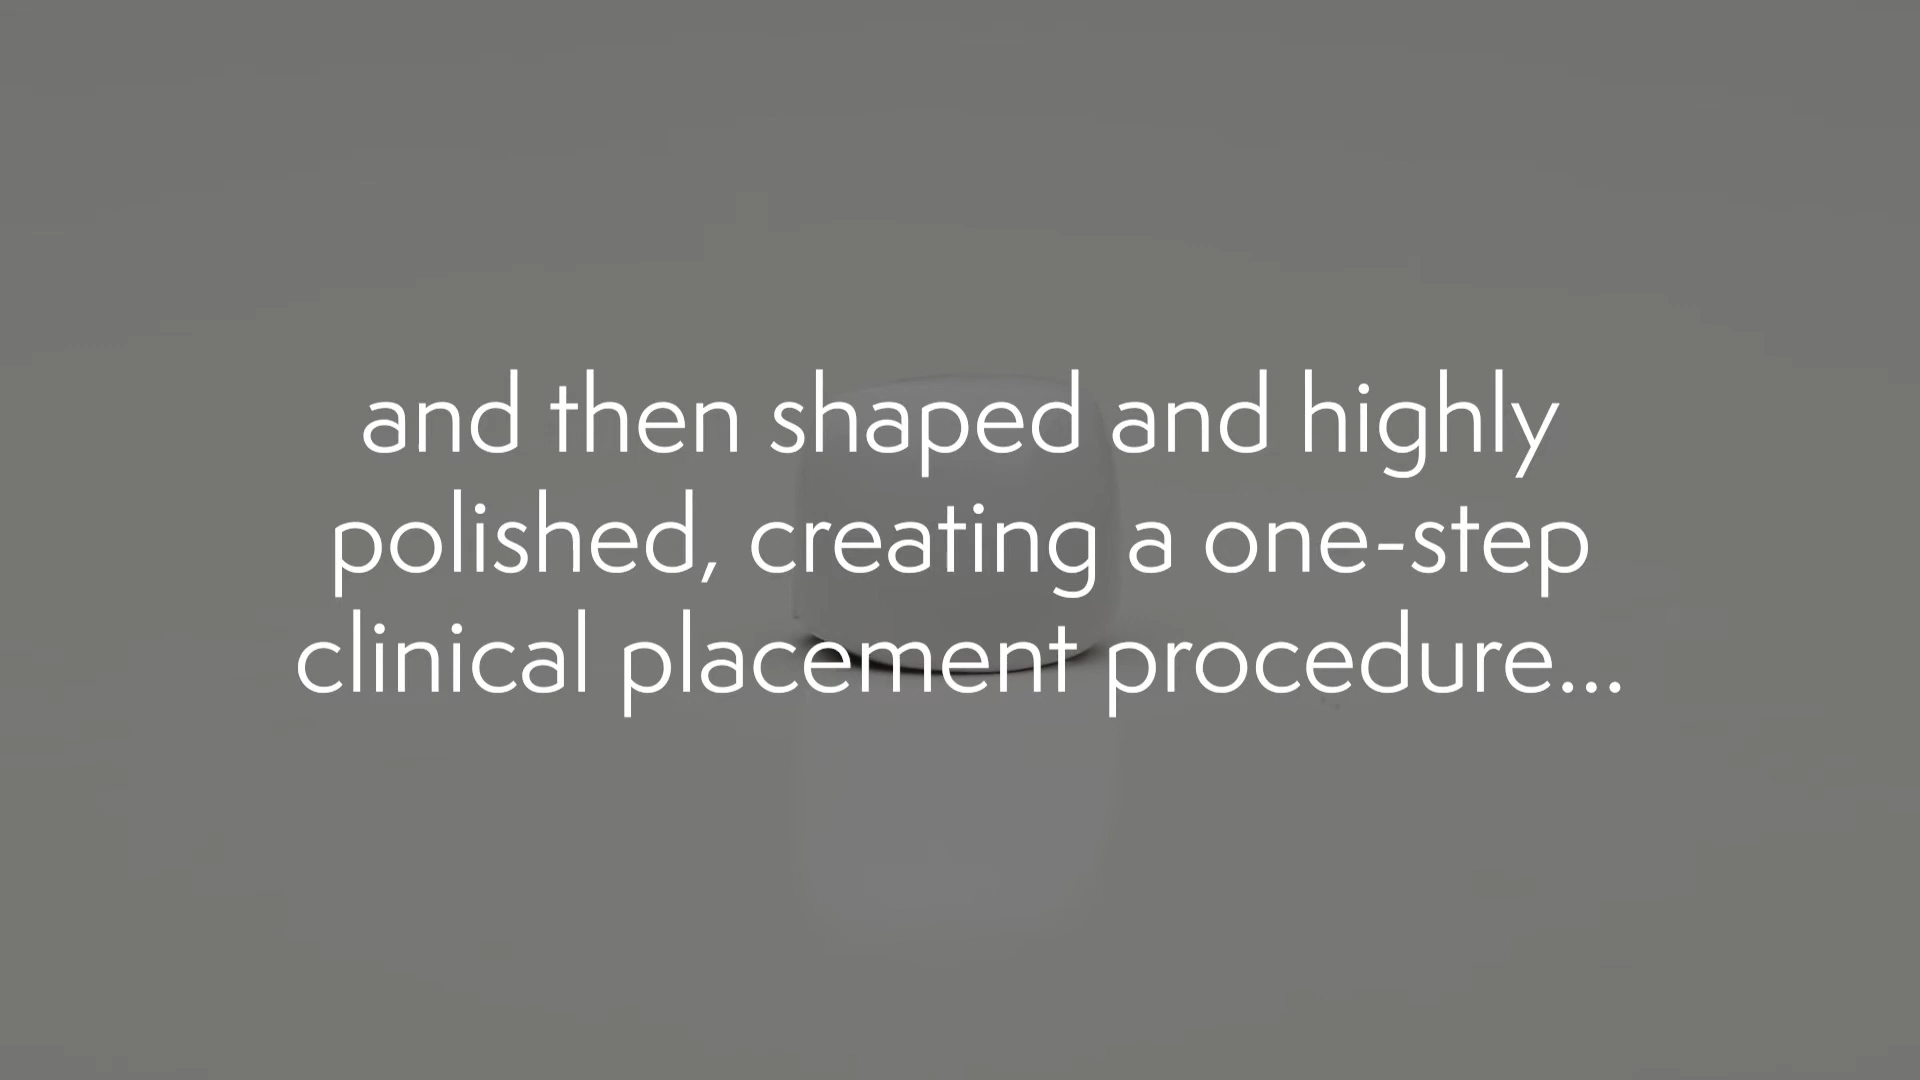 and then shaped and highly
polished, creating a one-step
clinical placement procedure...